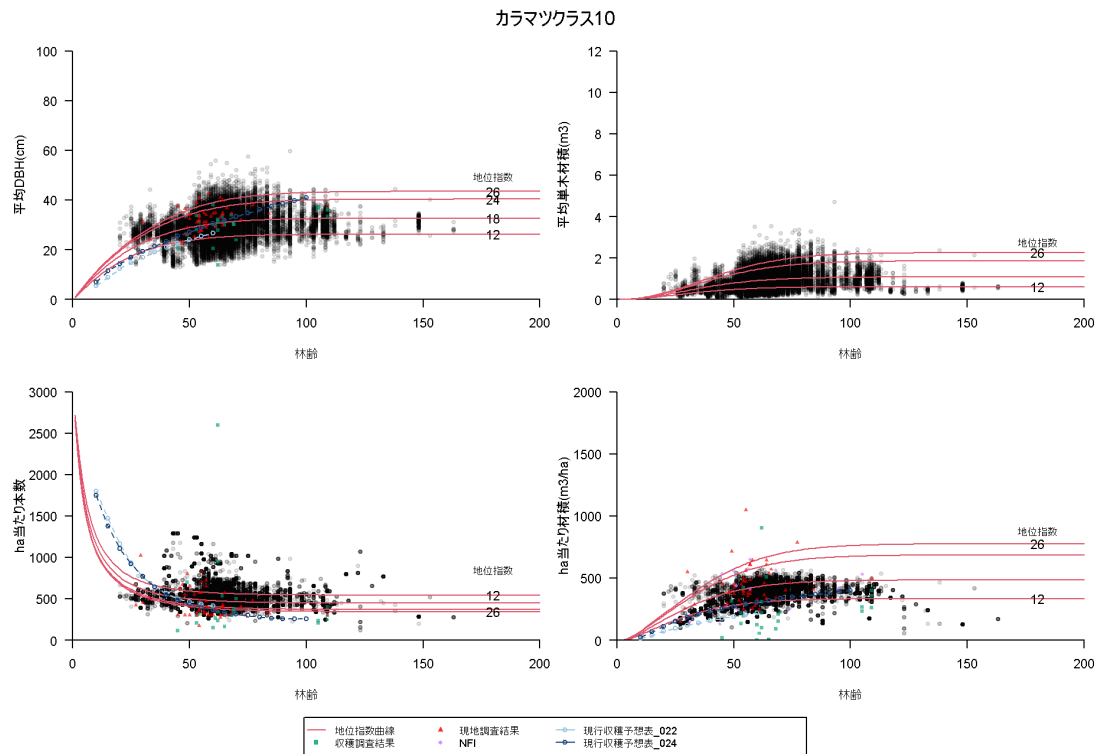 カラマツクラス10
平均DBH(cm)
100
80
60
40
20
0
地位指数
26
24
18
12
0 50 100 150 200
林齢
平均単木材積(m3)
12
10
8
6
4
2
0
地位指数
26
12
0 50 100 150 200
林齢
ha当たり本数
3000
2500
2000
1500
1000
500
0
地位指数
12
26
0 50 100 150 200
林齢
ha当たり材積(m3/ha)
2000
1500
1000
500
0
地位指数
26
12
0 50 100 150 200
林齢
地位指数曲線 現地調査結果 現行収穫予想表_022
収穫調査結果 NFI 現行収穫予想表_024